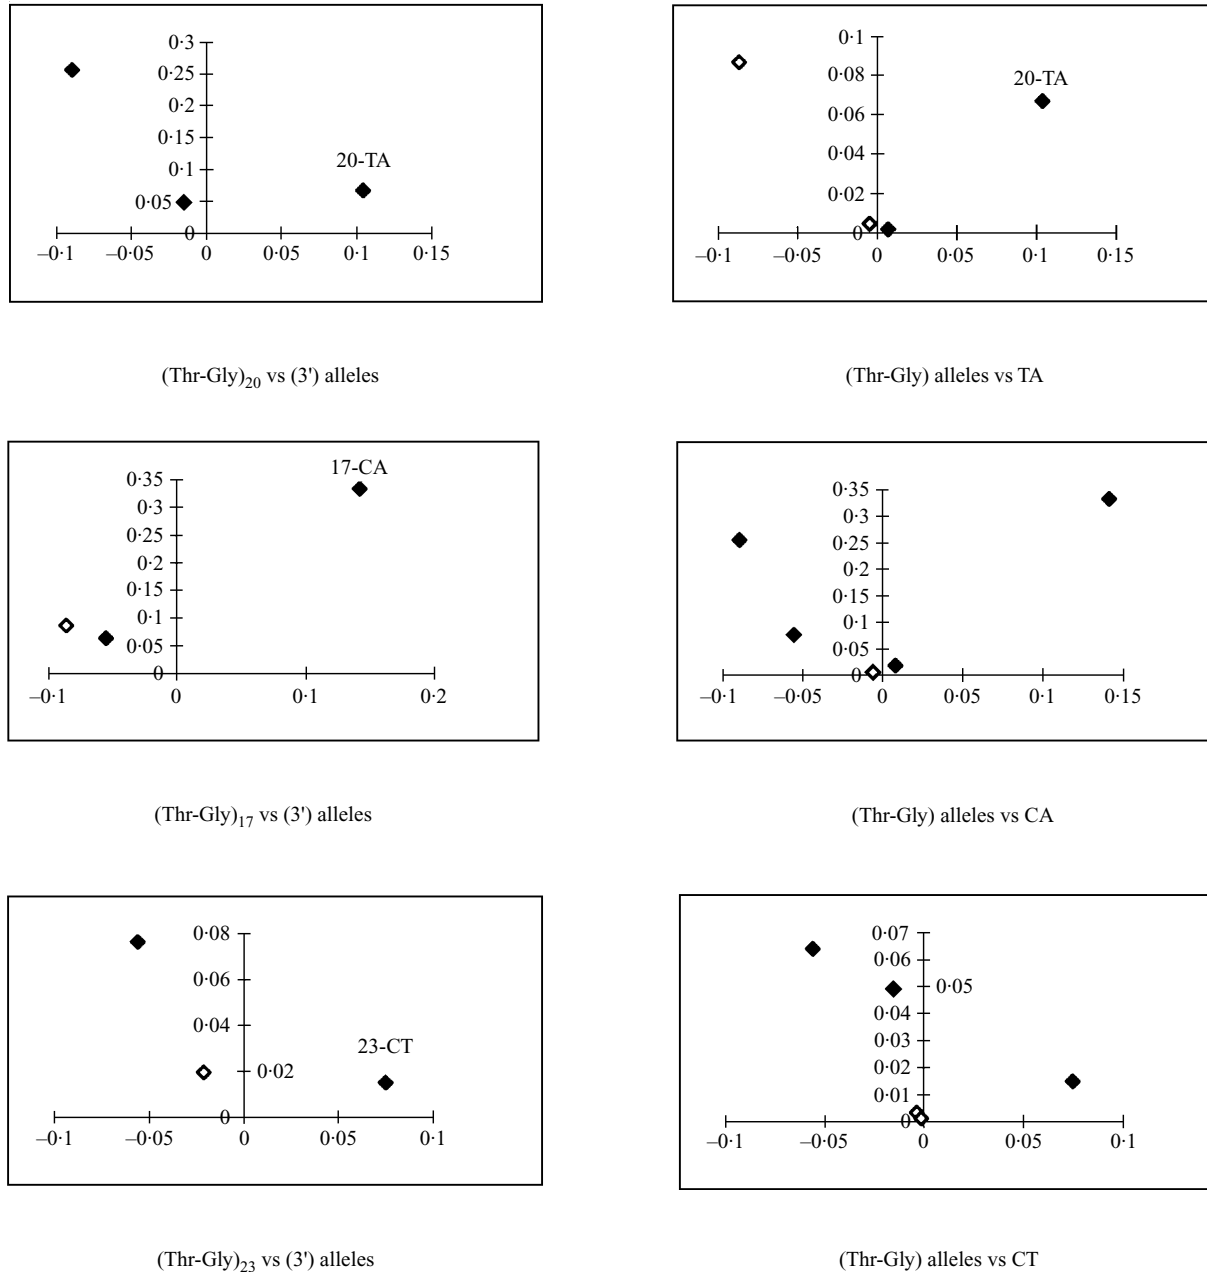 0·3
0·25
0·2
0·15
0·1
20-TA
0·05
0
–0·1 –0·05 0 0·05 0·1 0·15
(Thr-Gly)20 vs (3') alleles
0·1
0·08
20-TA
0·06
0·04
0·02
0
–0·1 –0·05 0 0·05 0·1 0·15
(Thr-Gly) alleles vs TA
17-CA
0·35
0·3
0·25
0·2
0·15
0·1
0·05
0
–0·1 0 0·1 0·2
(Thr-Gly)17 vs (3') alleles
0·35
0·3
0·25
0·2
0·15
0·1
0·05
0
–0·1 –0·05 0 0·05 0·1 0·15
(Thr-Gly) alleles vs CA
0·08
0·06
0·04
23-CT
0·02
0
–0·1 –0·05 0 0·05 0·1
(Thr-Gly)23 vs (3') alleles
0·07
0·06
0·05
0·04
0·03
0·02
0·01
0
–0·1 –0·05 0 0·05 0·1
(Thr-Gly) alleles vs CT